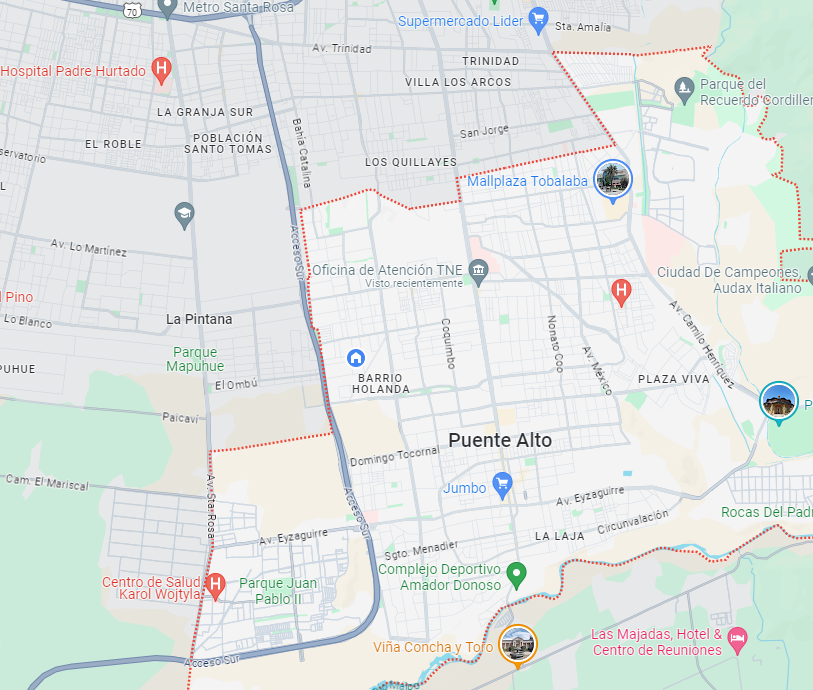 Metro Santa Rosa
70
Supermercado Lider
Sta. Amalia
Av. Trinidad
TRINIDAD
Hospital Padre Hurtado
VILLA LOS ARCOS
Parque del
Recuerdo Cordiller
LA GRANJA SUR
Bahía Catalina
EL ROBLE
POBLACIÓN
SANTO TOMÁS
San Jorge
servatorio
LOS QUILLAYES
L
Mallplaza Tobalaba
Av. Lo Martínez
Acceso Sur
Oficina de Atención TNE
Visto recientemente
Ciudad De Campeones,
Audax Italiano
l Pino
Lo Blanco
La Pintana
Coquimbo
Nonato Coo
Av. México
Av. Camilo Henríquez
Parque
Mapuhue
PUHUE
El Ombú
BARRIO
HOLANDA
PLAZA VIVA
P
Paicaví
Puente Alto
Domingo Tocornal
Cam. El Mariscal
Av. Sta. Rosa
Acceso Sur
Jumbo
Av. Eyzaguirre
Rocas Del Padr
Circunvalación
Av. Eyzaguirre
LA LAJA
Sgto. Menadier
Centro de Salud
Karol Wojtyla
Parque Juan
Pablo II
Complejo Deportivo
Amador Donoso
Viña Concha y Toro
Las Majadas, Hotel &
Centro de Reuniones
Acceso Sur